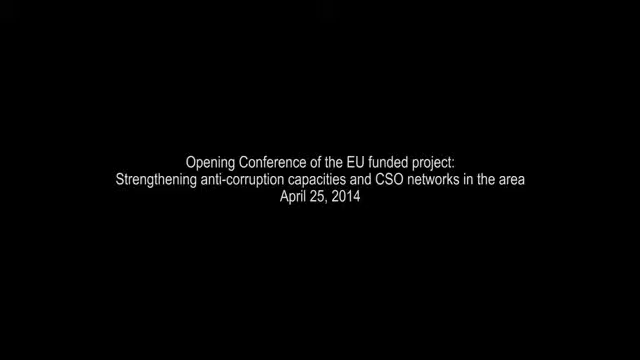 Opening Conference of the EU funded project:
Strengthening anti-corruption capacities and CSO networks in the area
April 25, 2014